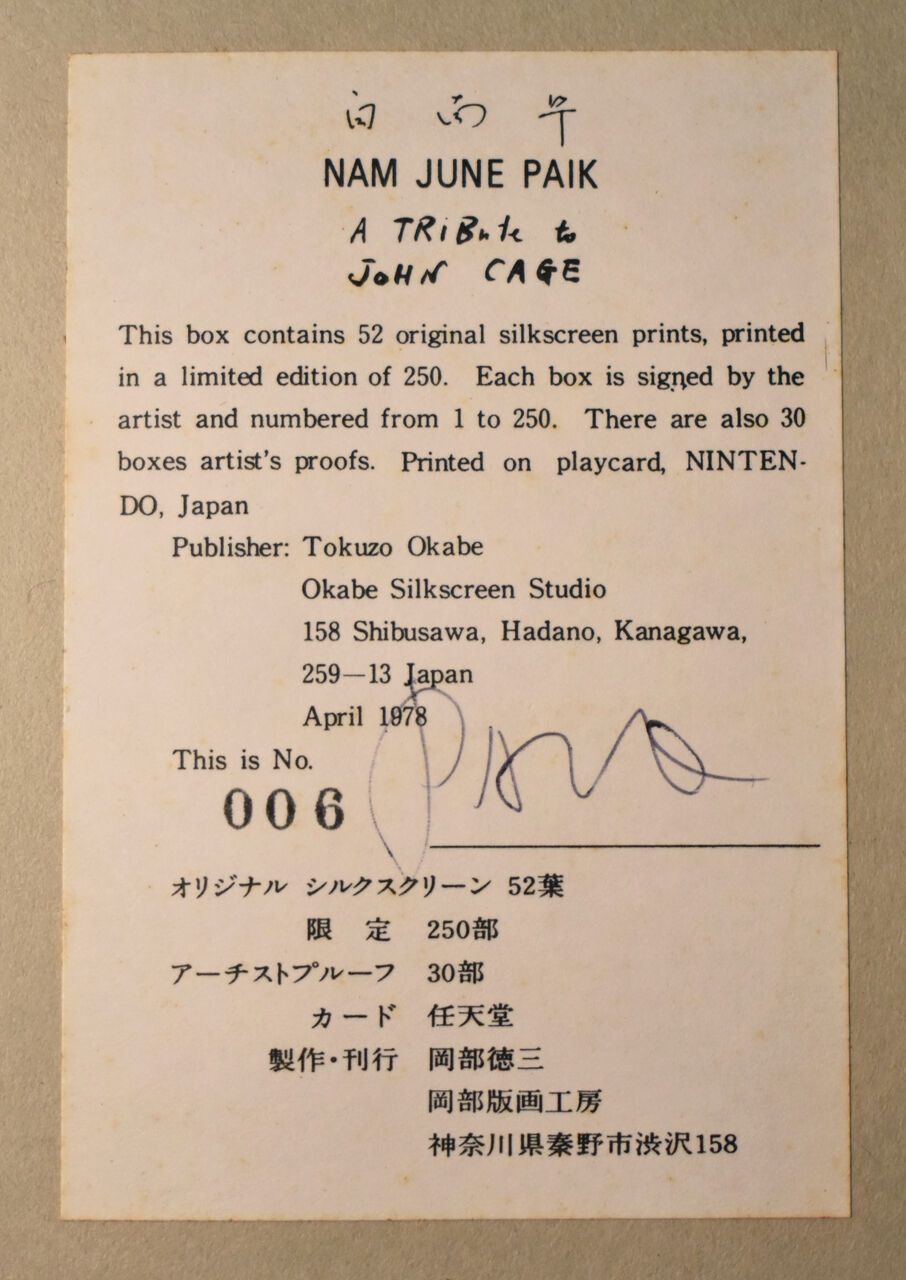 白 南 準
NAM JUNE PAIK
A TRiBute to
JoHN CAGE
This box contains 52 original silkscreen prints, printed
in a limited edition of 250. Each box is signed by the
artist and numbered from 1 to 250. There are also 30
boxes artist's proofs. Printed on playcard, NINTEN-
DO, Japan
Publisher: Tokuzo Okabe
Okabe Silkscreen Studio
158 Shibusawa, Hadano, Kanagawa,
259—13 Japan
April 1978
This is No.
006
オリジナル シルクスクリーン 52葉
限 定 250部
アーチストプルーフ 30部
カード 任天堂
製作・刊行 岡部徳三
岡部版画工房
神奈川県秦野市渋沢158